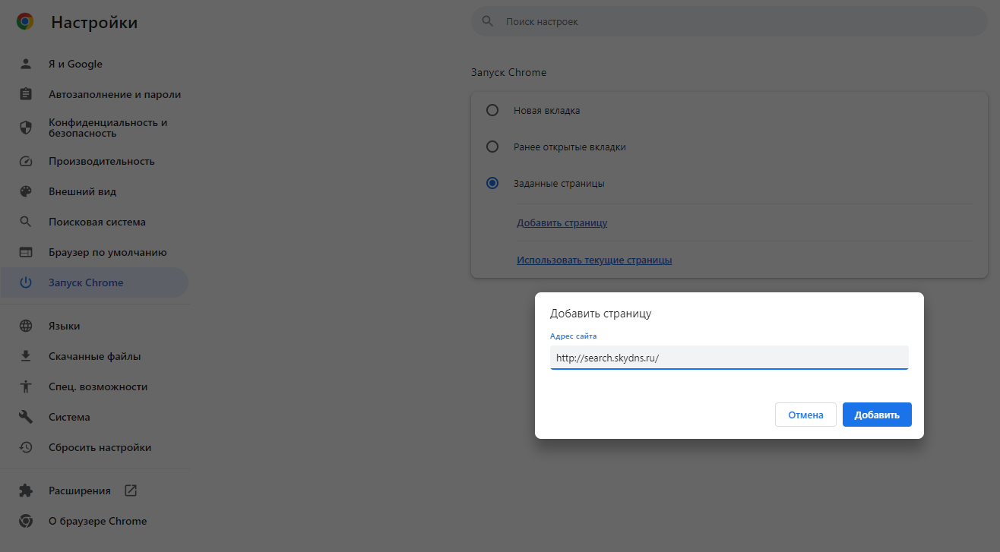 Настройки
Поиск настроек
Я и Google
Автозаполнение и пароли
Конфиденциальность и
безопасность
Производительность
Внешний вид
Поисковая система
Браузер по умолчанию
Запуск Chrome
Языки
Скачанные файлы
Спец. возможности
Система
Сбросить настройки
Расширения
О браузере Chrome
Запуск Chrome
Новая вкладка
Ранее открытые вкладки
Заданные страницы
Добавить страницу
Использовать текущие страницы
Добавить страницу
Адрес сайта
http://search.skydns.ru/
Отмена
Добавить